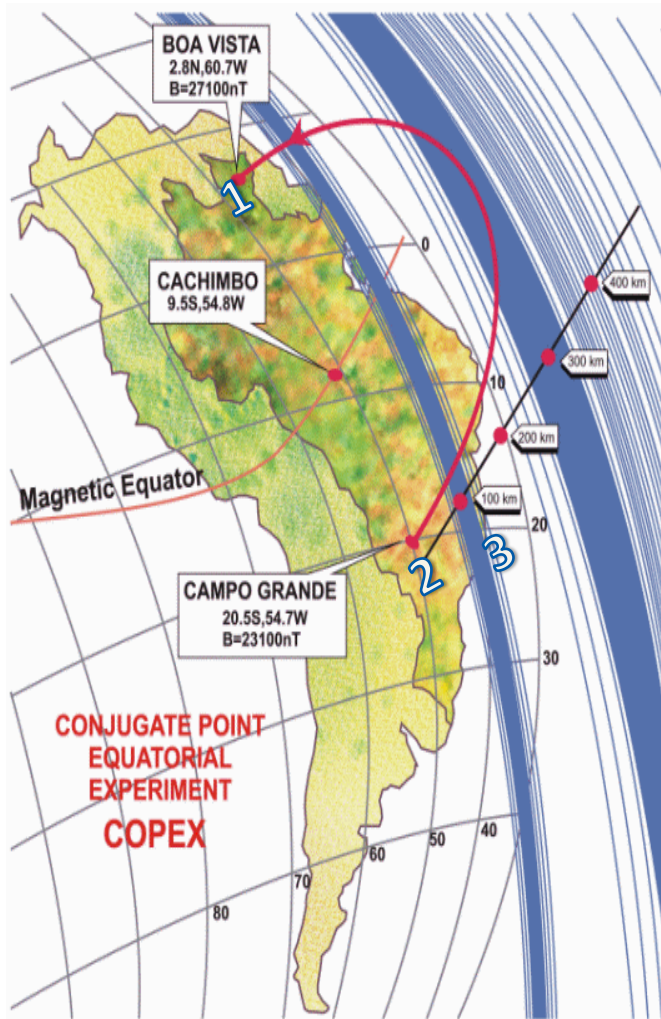 BOA VISTA
2.8N,60.7W
B=27100nT
1
0
CACHIMBO
9.5S,54.8W
400 km
300 km
10
200 km
Magnetic Equator
100 km
20
3
2
CAMPO GRANDE
20.5S,54.7W
B=23100nT
30
CONJUGATE POINT
EQUATORIAL
EXPERIMENT
COPEX
40
50
60
70
80